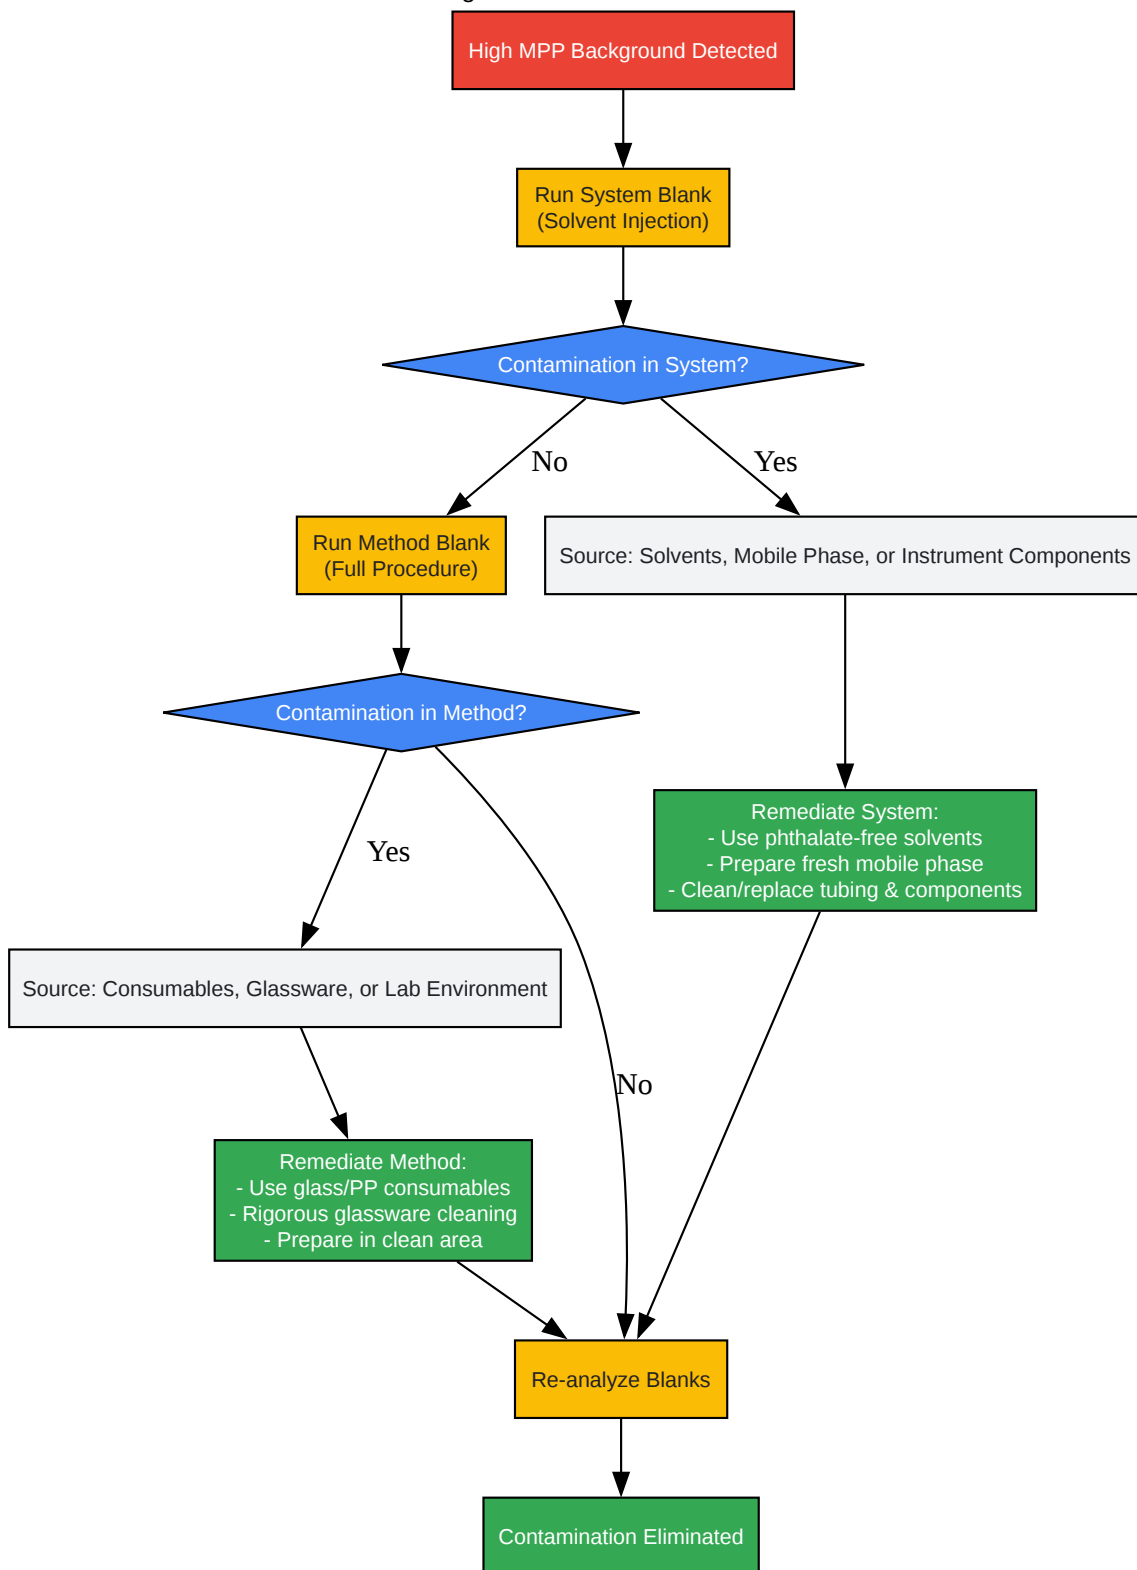 High MPP Background Detected
Run System Blank
(Solvent Injection)
Contamination in System?
No
Yes
Run Method Blank
(Full Procedure)
Source: Solvents, Mobile Phase, or Instrument Components
Contamination in Method?
Remediate System:
- Use phthalate-free solvents
- Prepare fresh mobile phase
- Clean/replace tubing & components
Yes
Source: Consumables, Glassware, or Lab Environment
No
Remediate Method:
- Use glass/PP consumables
- Rigorous glassware cleaning
- Prepare in clean area
Re-analyze Blanks
Contamination Eliminated